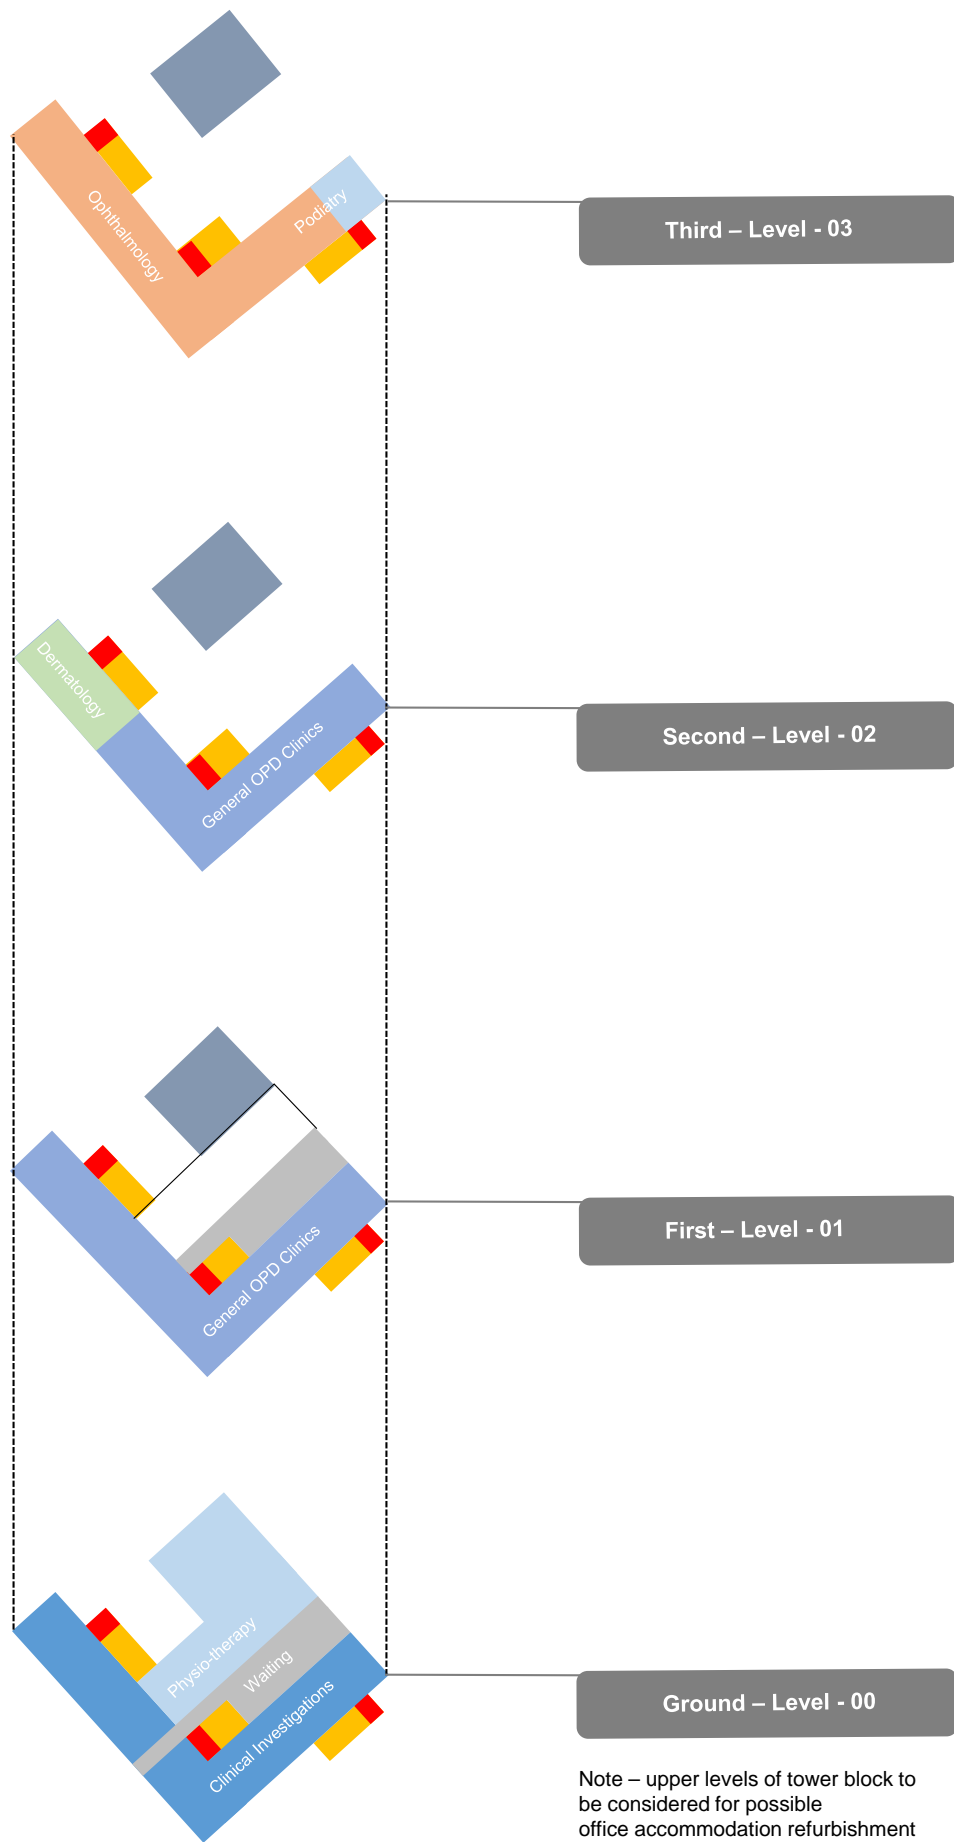 Ophthalmology
Podiatry
Third – Level - 03
Dermatology
General OPD Clinics
Second – Level - 02
General OPD Clinics
First – Level - 01
Physio-therapy
Waiting
Clinical Investigations
Ground – Level - 00
Note – upper levels of tower block to
be considered for possible
office accommodation refurbishment